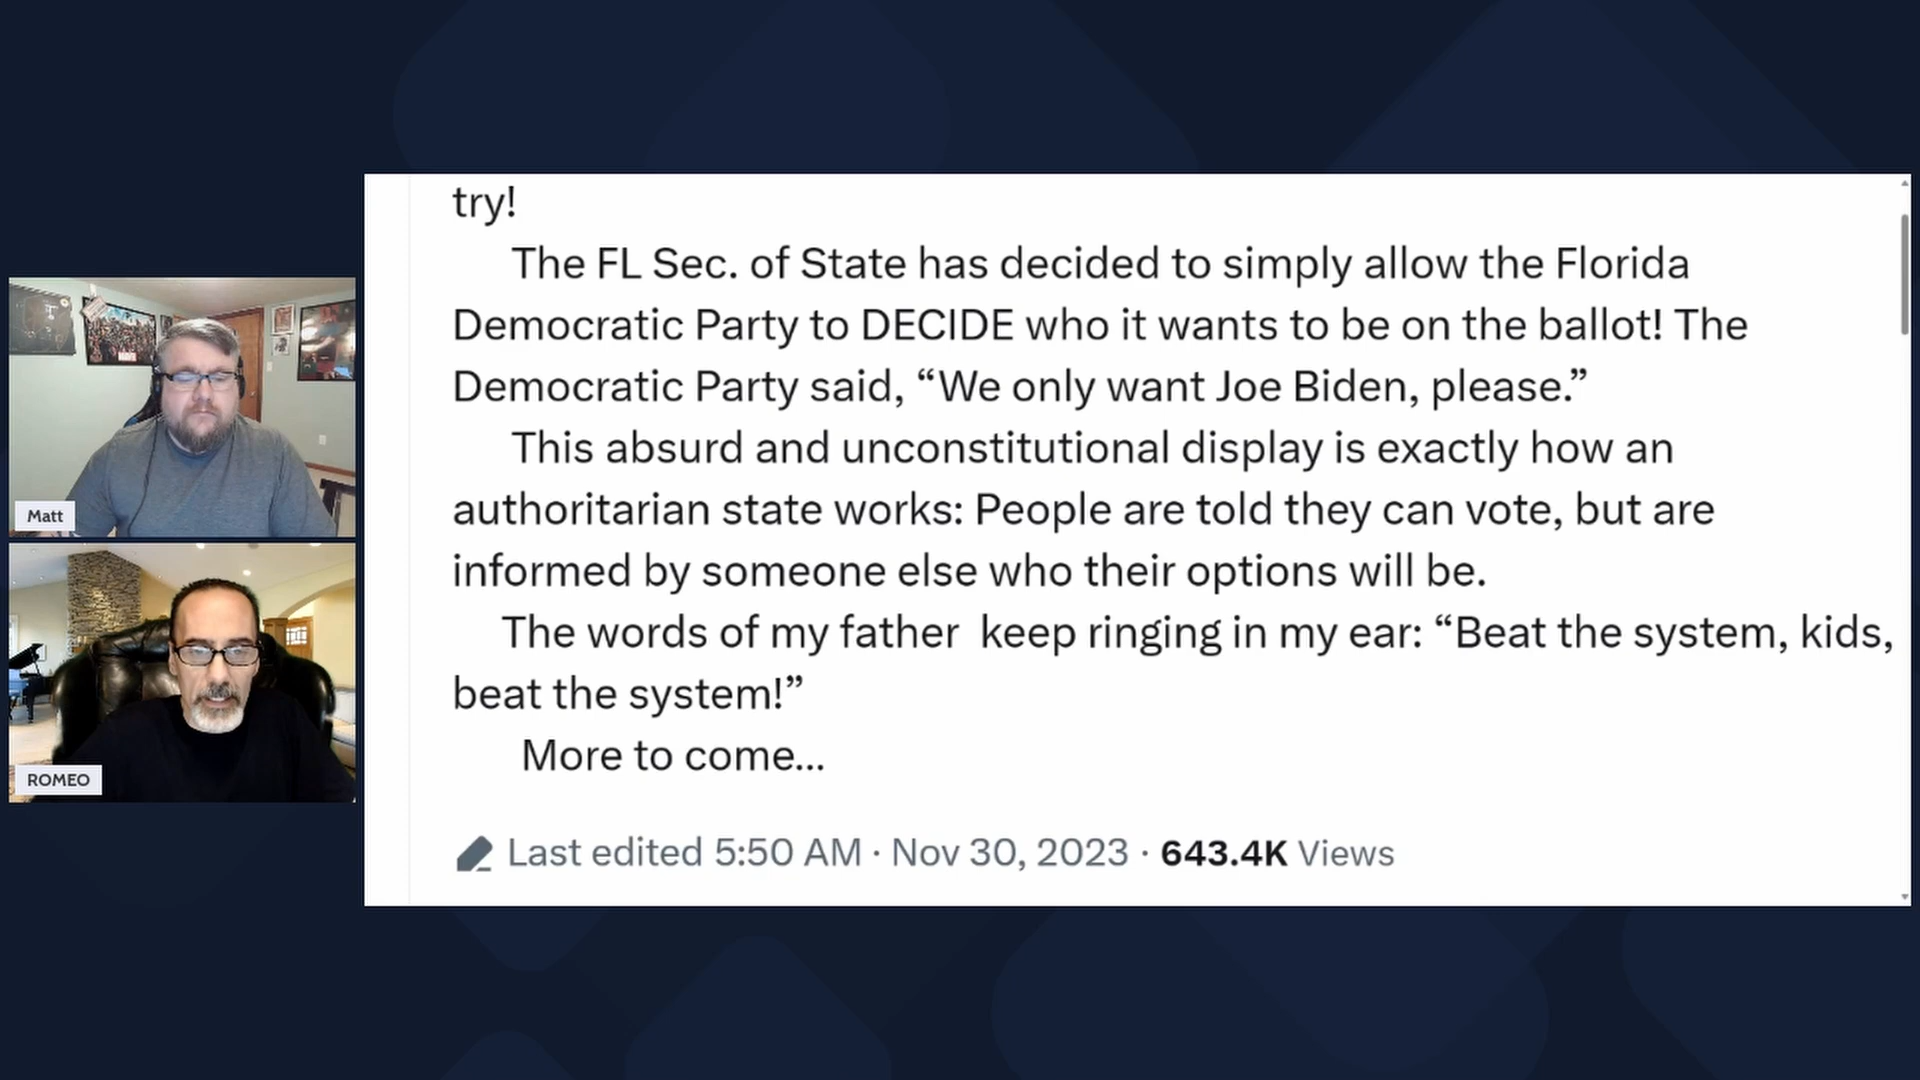 try!
The FL Sec. of State has decided to simply allow the Florida
Democratic Party to DECIDE who it wants to be on the ballot! The
Democratic Party said, “We only want Joe Biden, please.”
This absurd and unconstitutional display is exactly how an
authoritarian state works: People are told they can vote, but are
informed by someone else who their options will be.
The words of my father keep ringing in my ear: “Beat the system, kids,
beat the system!”
More to come...
Last edited 5:50 AM · Nov 30, 2023 · 643.4K Views
Matt
ROMEO